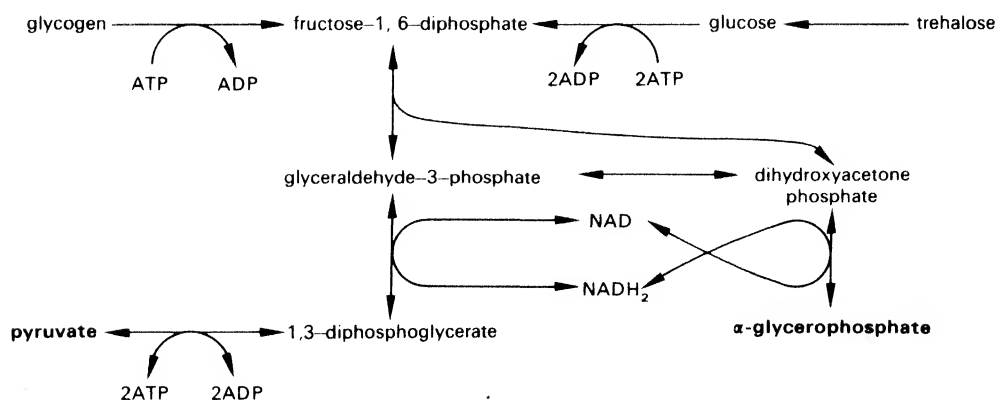 glycogen fructose–1, 6–diphosphate glucose trehalose
ATP ADP 2ADP 2ATP
glyceraldehyde–3–phosphate dihydroxyacetone
phosphate
NAD
NADH₂
pyruvate 1,3–diphosphoglycerate α-glycerophosphate
2ATP 2ADP